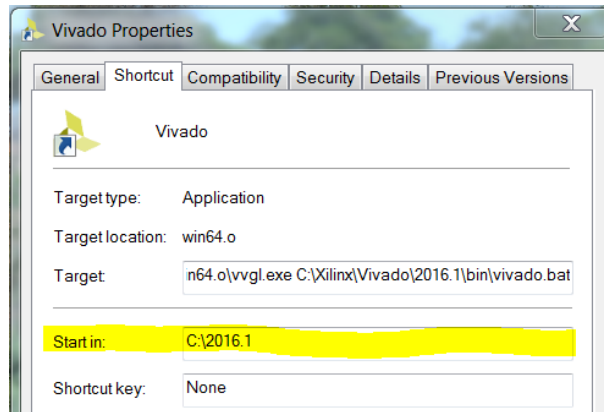 Vivado Properties
X
General Shortcut Compatibility Security Details Previous Versions
Vivado
Target type: Application
Target location: win64.o
Target: n64.o\vvgl.exe C:\Xilinx\Vivado\2016.1\bin\vivado.bat
Start in: C:\2016.1
Shortcut key: None